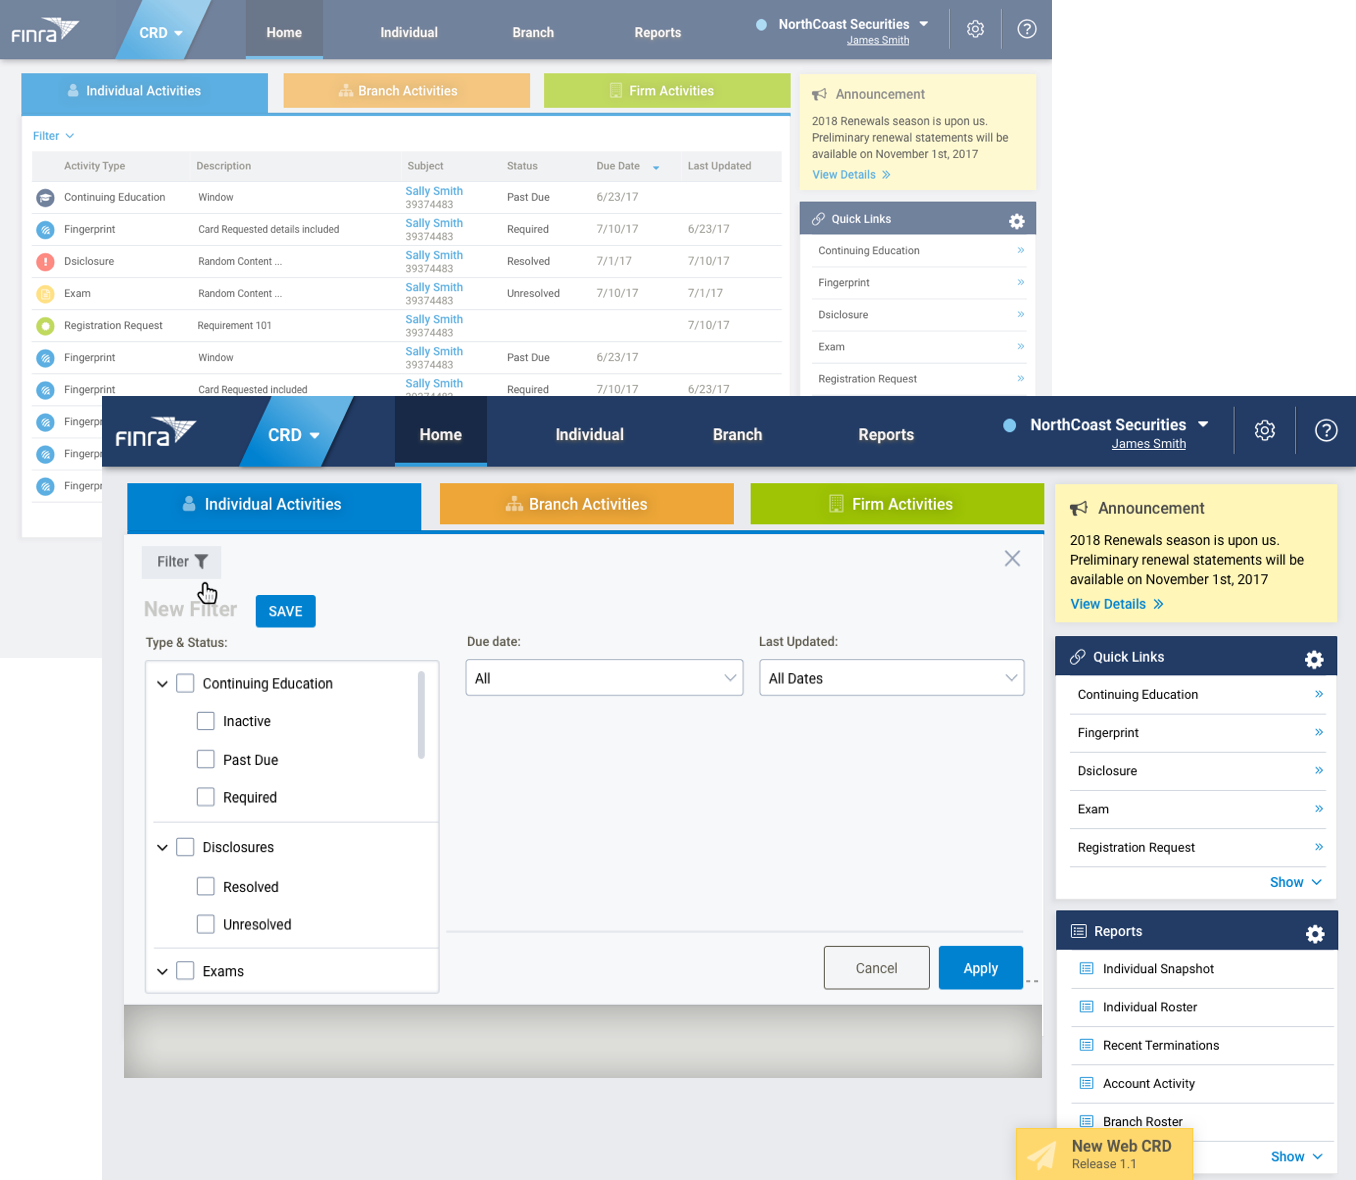 Finra CRD Home Individual Branch Reports NorthCoast Securities
James Smith
Individual Activities Branch Activities Firm Activities
Filter
Activity Type Description Subject Status Due Date Last Updated
Continuing Education Window Sally Smith 39374483 Past Due 6/23/17
Fingerprint Card Requested details included Sally Smith 39374483 Required 7/10/17 6/23/17
Dsiclosure Random Content ... Sally Smith 39374483 Resolved 7/1/17 7/10/17
Exam Random Content ... Sally Smith 39374483 Unresolved 7/10/17 7/1/17
Registration Request Requirement 101 Sally Smith 39374483 7/10/17
Fingerprint Window Sally Smith 39374483 Past Due 6/23/17
Fingerprint Card Requested included Sally Smith Required 7/10/17 6/23/17
Fingerp
Fingerp
Fingerp
Announcement
2018 Renewals season is upon us.
Preliminary renewal statements will be
available on November 1st, 2017
View Details »
Quick Links
Continuing Education »
Fingerprint »
Dsiclosure »
Exam »
Registration Request »
Finra CRD Home Individual Branch Reports NorthCoast Securities
James Smith
Individual Activities Branch Activities Firm Activities
Filter
New Filter SAVE
Type & Status: Due date: Last Updated:
All All Dates
Continuing Education
Inactive
Past Due
Required
Disclosures
Resolved
Unresolved
Exams
Cancel Apply
Announcement
2018 Renewals season is upon us.
Preliminary renewal statements will be
available on November 1st, 2017
View Details »
Quick Links
Continuing Education »
Fingerprint »
Dsiclosure »
Exam »
Registration Request »
Show
Reports
Individual Snapshot
Individual Roster
Recent Terminations
Account Activity
Branch Roster
Show
New Web CRD
Release 1.1